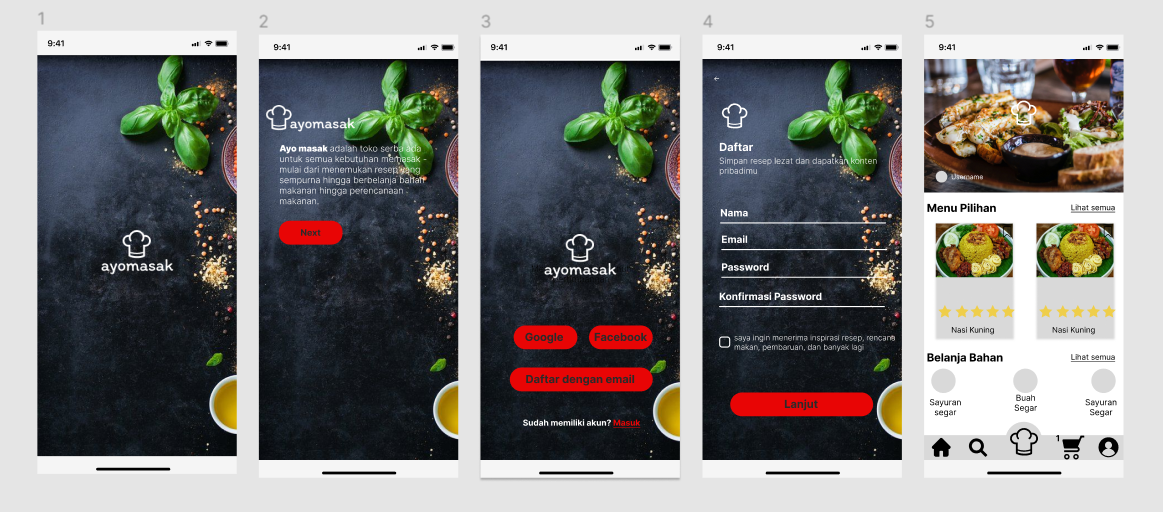 1
9:41
ayomasak
2
9:41
ayomasak
Ayo masak adalah toko serba ada
untuk semua kebutuhan memasak -
mulai dari menemukan resep yang
sempurna hingga berbelanja bahan
makanan hingga perencanaan
makanan.
Next
3
9:41
ayomasak
Google
Facebook
Daftar dengan email
Sudah memiliki akun? Masuk
4
9:41
Daftar
Simpan resep lezat dan dapatkan konten
pribadimu
Nama
Email
Password
Konfirmasi Password
saya ingin menerima inspirasi resep, rencana
makan, pembaruan, dan banyak lagi
Lanjut
5
9:41
Username
Menu Pilihan
Lihat semua
Nasi Kuning
Nasi Kuning
Belanja Bahan
Lihat semua
Sayuran
segar
Buah
Segar
Sayuran
Segar
1